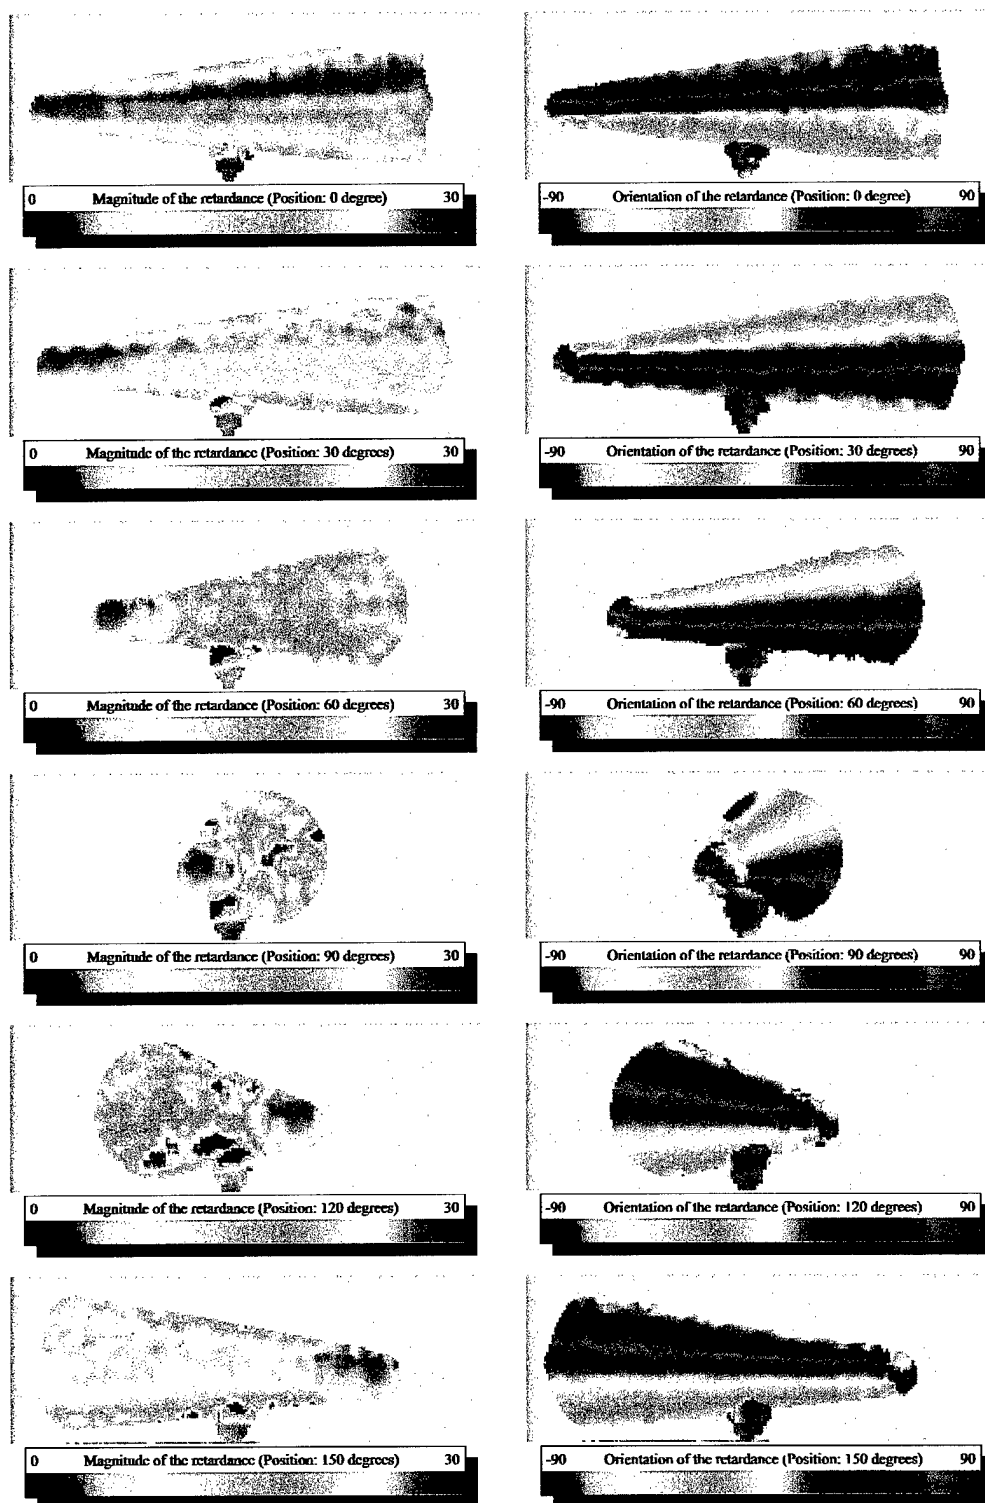 0 Magnitude of the retardance (Position: 0 degree) 30
-90 Orientation of the retardance (Position: 0 degree) 90
0 Magnitude of the retardance (Position: 30 degrees) 30
-90 Orientation of the retardance (Position: 30 degrees) 90
0 Magnitude of the retardance (Position: 60 degrees) 30
-90 Orientation of the retardance (Position: 60 degrees) 90
0 Magnitude of the retardance (Position: 90 degrees) 30
-90 Orientation of the retardance (Position: 90 degrees) 90
0 Magnitude of the retardance (Position: 120 degrees) 30
-90 Orientation of the retardance (Position: 120 degrees) 90
0 Magnitude of the retardance (Position: 150 degrees) 30
-90 Orientation of the retardance (Position: 150 degrees) 90